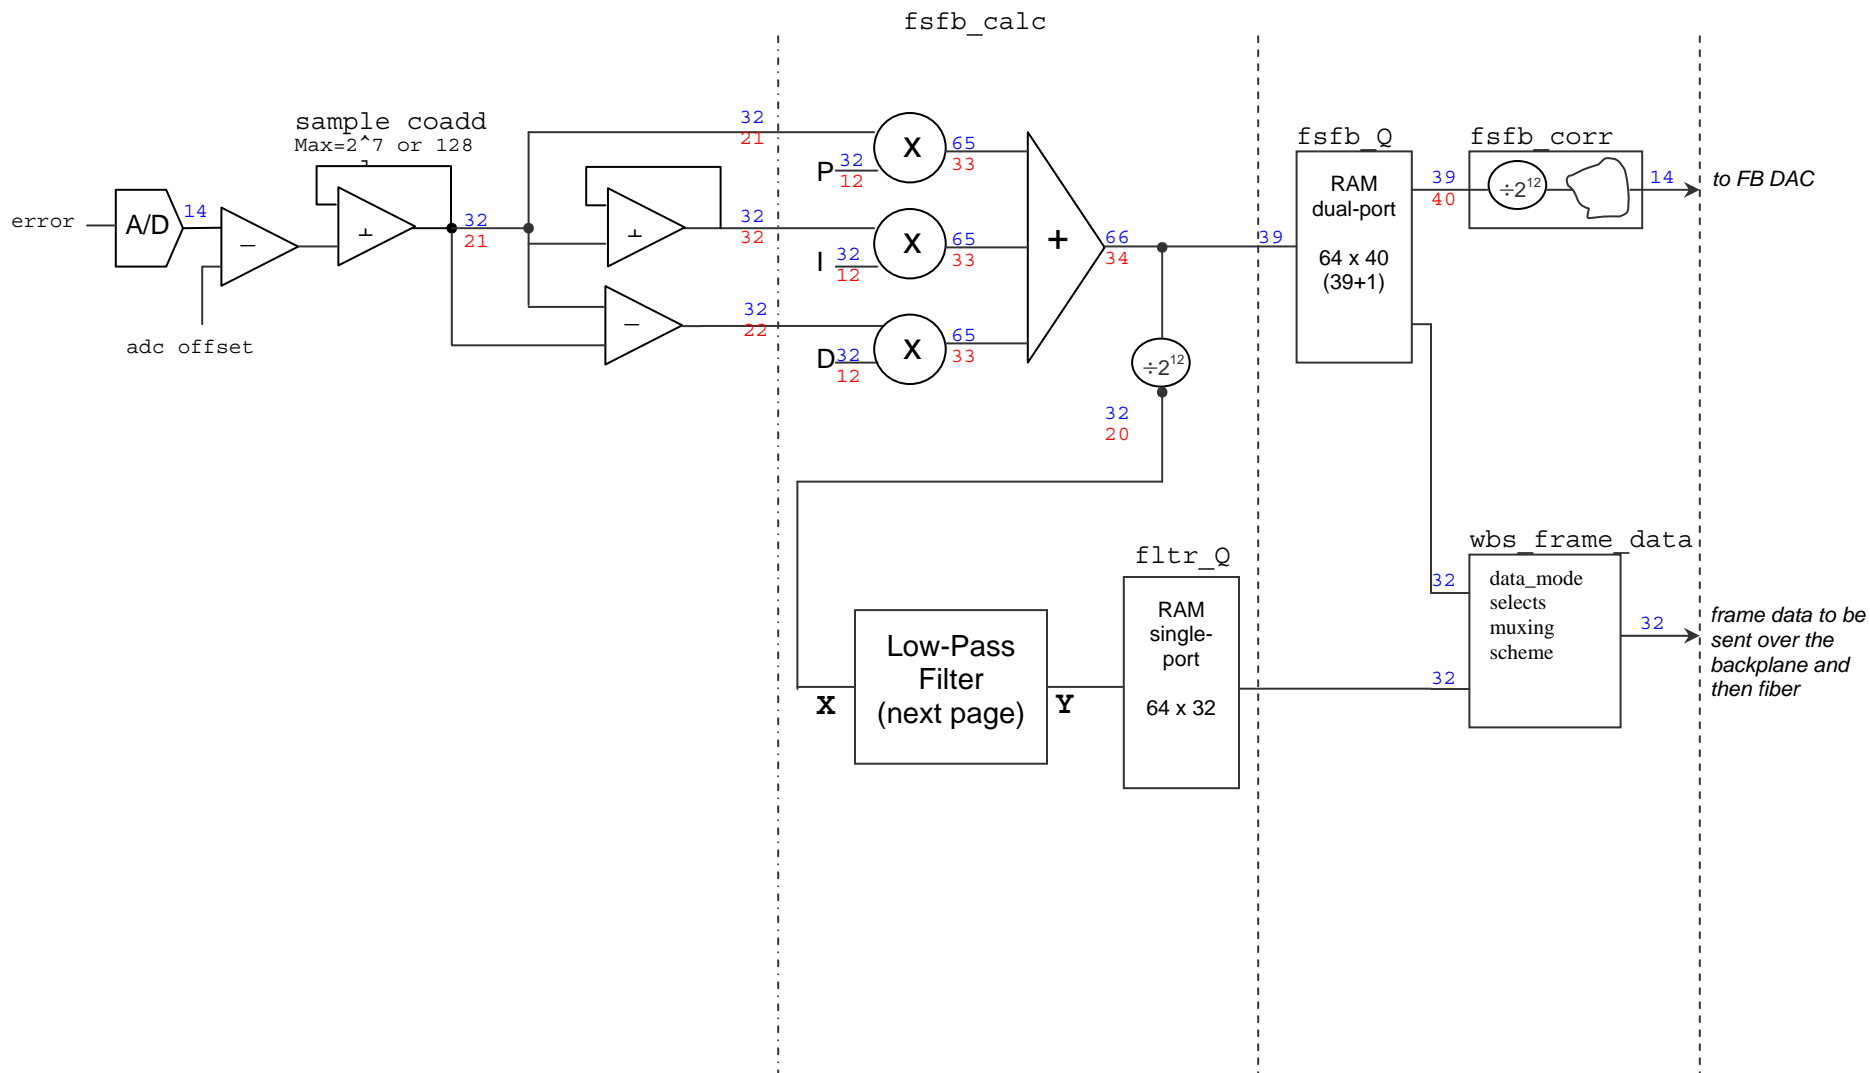 fsfb_calc
sample coadd
Max=2^7 or 128
error
A/D
14
−
adc offset
+
32
21
+
−
32
21
32
32
32
22
P
32
12
X
65
33
I
32
12
X
65
33
D
32
12
X
65
33
+
66
34
÷2¹²
32
20
39
fsfb_Q
RAM
dual-port
64 x 40
(39+1)
39
40
fsfb_corr
÷2¹²
14
to FB DAC
X
Low-Pass
Filter
(next page)
Y
fltr_Q
RAM
single-
port
64 x 32
32
32
wbs_frame_data
data_mode
selects
muxing
scheme
32
frame data to be
sent over the
backplane and
then fiber